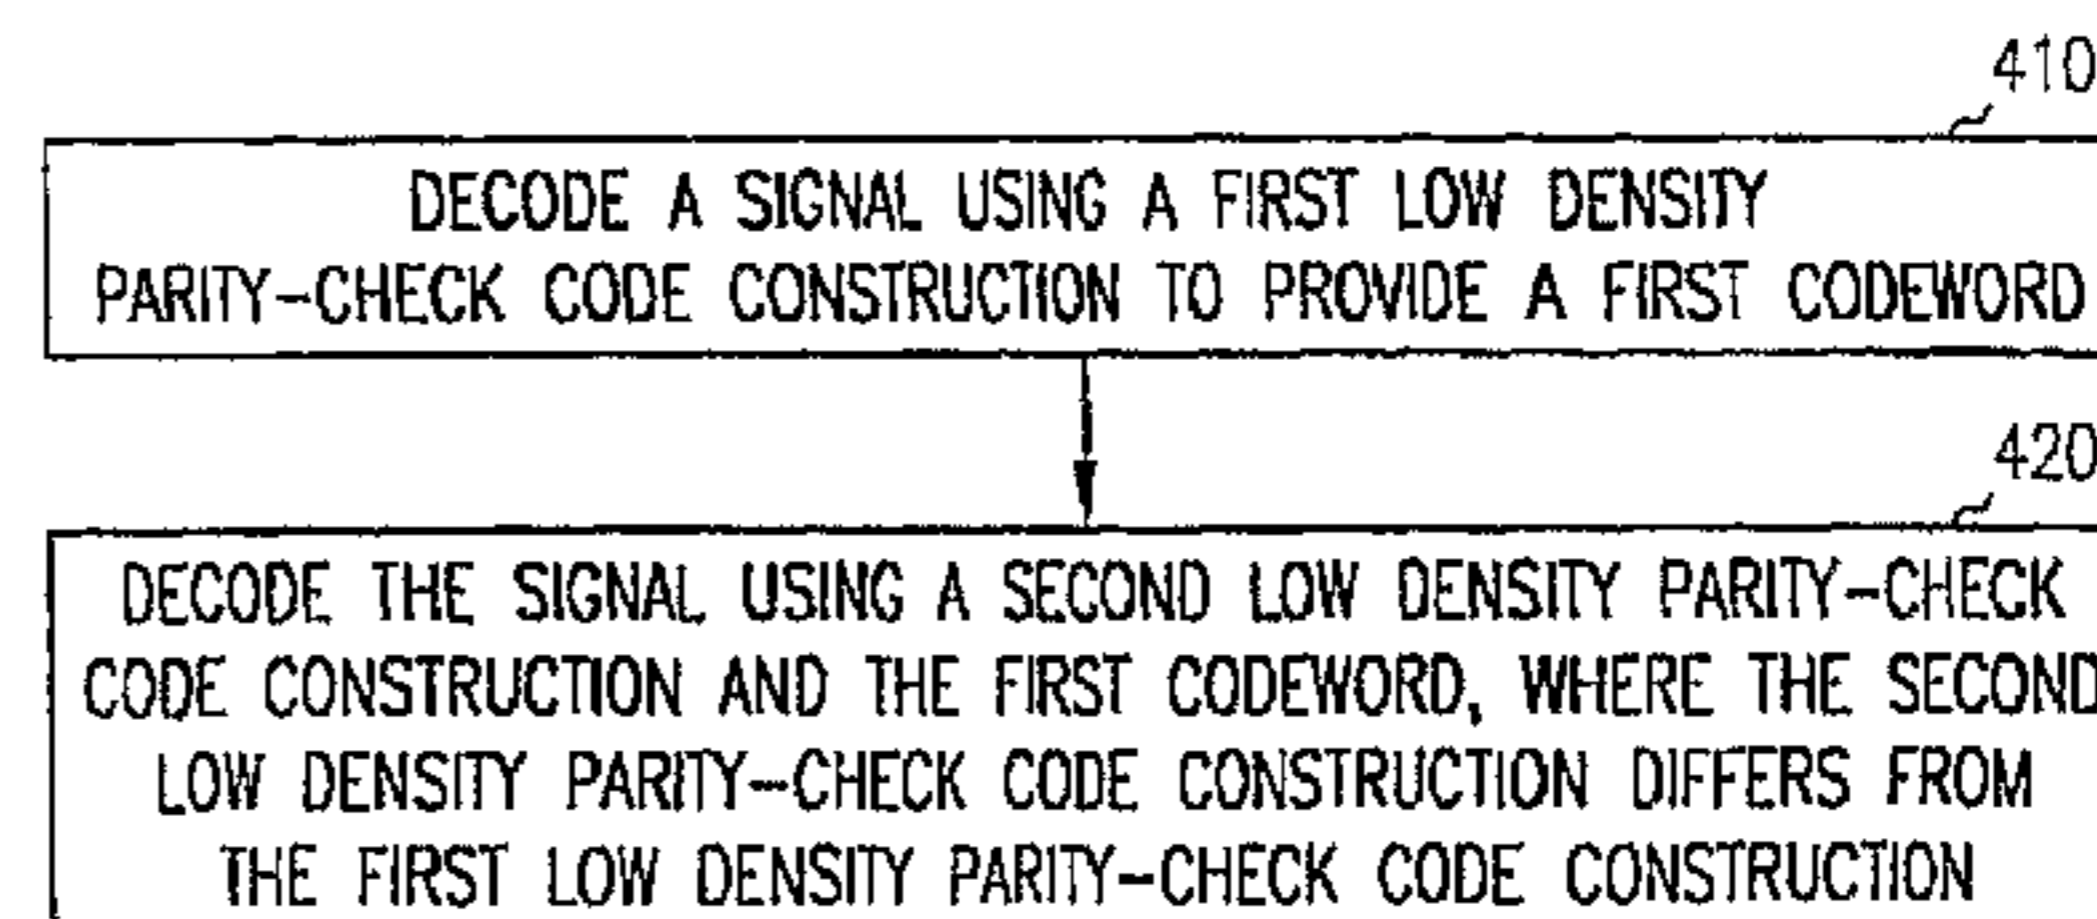 410
DECODE A SIGNAL USING A FIRST LOW DENSITY
PARITY-CHECK CODE CONSTRUCTION TO PROVIDE A FIRST CODEWORD
420
DECODE THE SIGNAL USING A SECOND LOW DENSITY PARITY-CHECK
CODE CONSTRUCTION AND THE FIRST CODEWORD, WHERE THE SECOND
LOW DENSITY PARITY-CHECK CODE CONSTRUCTION DIFFERS FROM
THE FIRST LOW DENSITY PARITY-CHECK CODE CONSTRUCTION